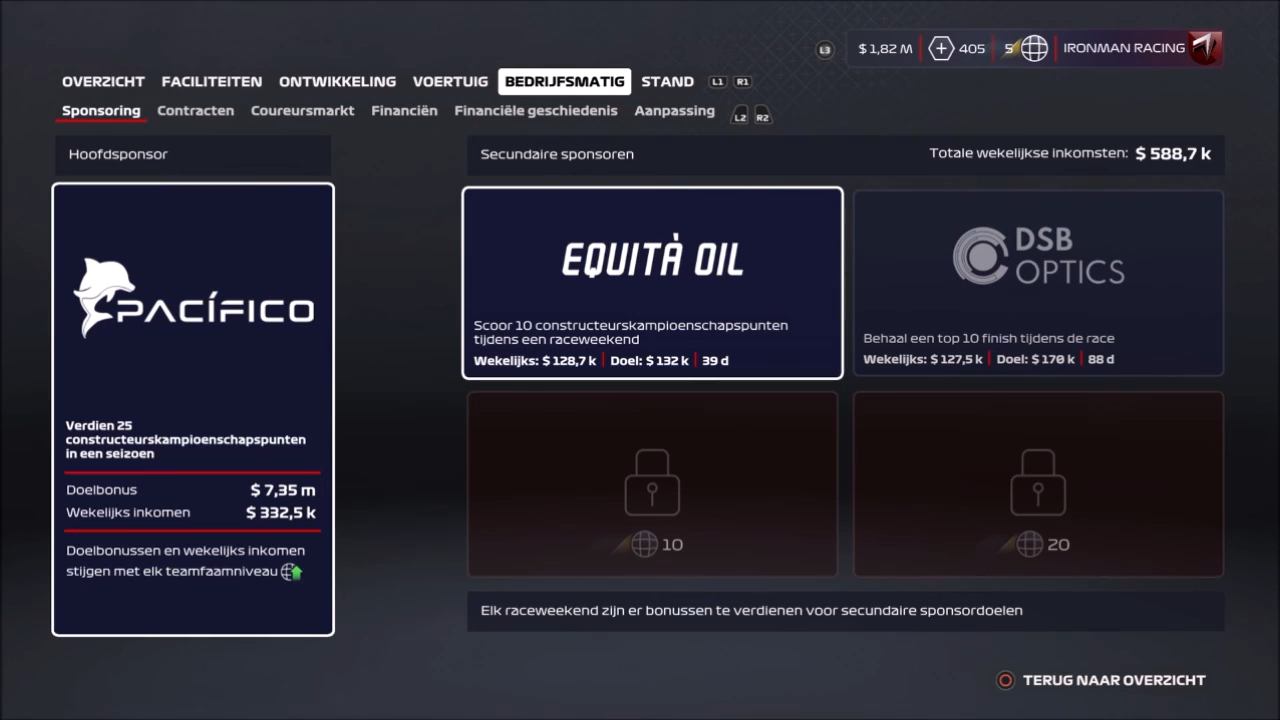 L3
$ 1,82 M
405
5
IRONMAN RACING
OVERZICHT FACILITEITEN ONTWIKKELING VOERTUIG BEDRIJFSMATIG STAND L1 R1
Sponsoring Contracten Coureursmarkt Financiën Financiële geschiedenis Aanpassing L2 R2
Hoofdsponsor
PACÍFICO
Verdien 25
constructeurskampioenschapspunten
in een seizoen
Doelbonus $ 7,35 m
Wekelijks inkomen $ 332,5 k
Doelbonussen en wekelijks inkomen
stijgen met elk teamfaamniveau
Secundaire sponsoren
Totale wekelijkse inkomsten: $ 588,7 k
EQUITÀ OIL
Scoor 10 constructeurskampioenschapspunten
tijdens een raceweekend
Wekelijks: $ 128,7 k Doel: $ 132 k 39 d
DSB
OPTICS
Behaal een top 10 finish tijdens de race
Wekelijks: $ 127,5 k Doel: $ 170 k 88 d
10
20
Elk raceweekend zijn er bonussen te verdienen voor secundaire sponsordoelen
TERUG NAAR OVERZICHT